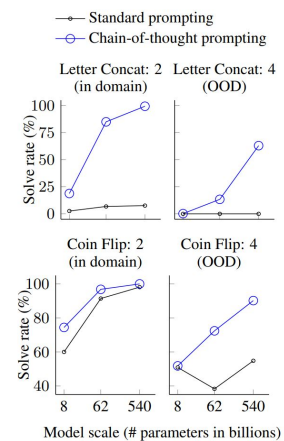 Standard prompting
Chain-of-thought prompting
Letter Concat: 2
(in domain)
Letter Concat: 4
(OOD)
Solve rate (%)
100
75
50
25
0
Coin Flip: 2
(in domain)
Coin Flip: 4
(OOD)
Solve rate (%)
100
80
60
40
8 62 540
8 62 540
Model scale (# parameters in billions)